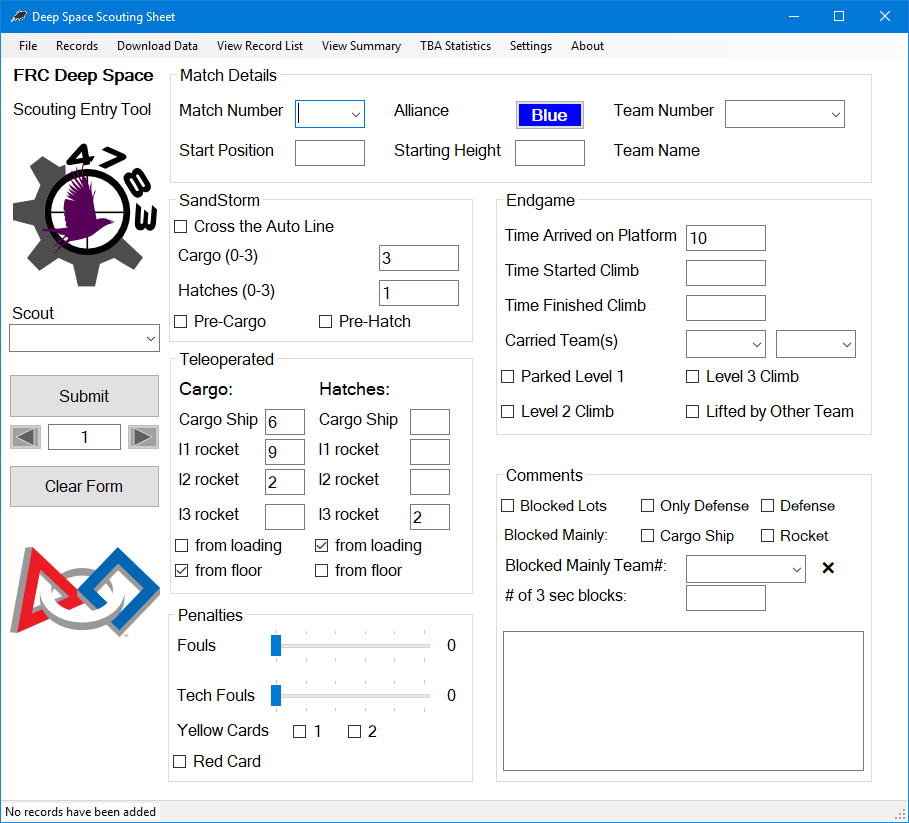 Deep Space Scouting Sheet
File Records Download Data View Record List View Summary TBA Statistics Settings About
FRC Deep Space
Scouting Entry Tool
4783
Scout
Submit
1
Clear Form
Match Details
Match Number Alliance Blue Team Number
Start Position Starting Height Team Name
SandStorm
Cross the Auto Line
Cargo (0-3) 3
Hatches (0-3) 1
Pre-Cargo Pre-Hatch
Teleoperated
Cargo: Hatches:
Cargo Ship 6 Cargo Ship
l1 rocket 9 l1 rocket
l2 rocket 2 l2 rocket
l3 rocket l3 rocket 2
from loading from loading
from floor from floor
Penalties
Fouls 0
Tech Fouls 0
Yellow Cards 1 2
Red Card
Endgame
Time Arrived on Platform 10
Time Started Climb
Time Finished Climb
Carried Team(s)
Parked Level 1 Level 3 Climb
Level 2 Climb Lifted by Other Team
Comments
Blocked Lots Only Defense Defense
Blocked Mainly: Cargo Ship Rocket
Blocked Mainly Team#:
# of 3 sec blocks:
No records have been added